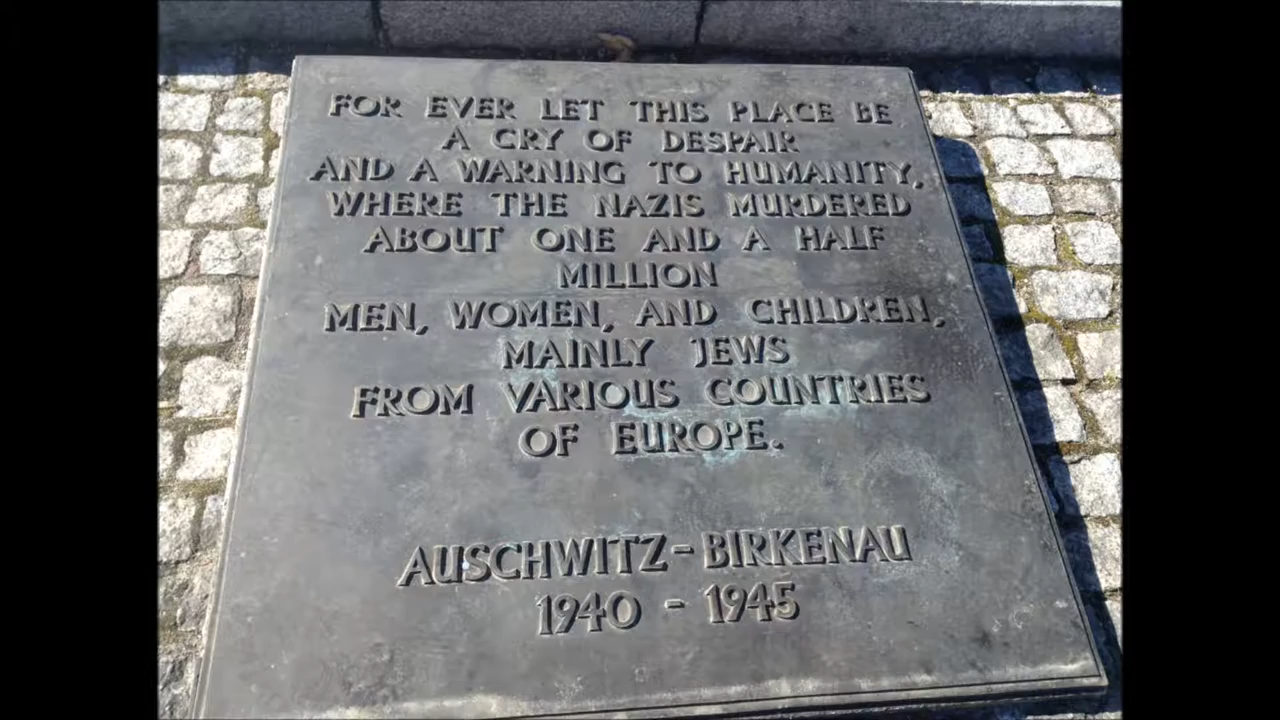 FOR EVER LET THIS PLACE BE
A CRY OF DESPAIR
AND A WARNING TO HUMANITY,
WHERE THE NAZIS MURDERED
ABOUT ONE AND A HALF
MILLION
MEN, WOMEN, AND CHILDREN,
MAINLY JEWS
FROM VARIOUS COUNTRIES
OF EUROPE.
AUSCHWITZ-BIRKENAU
1940 - 1945